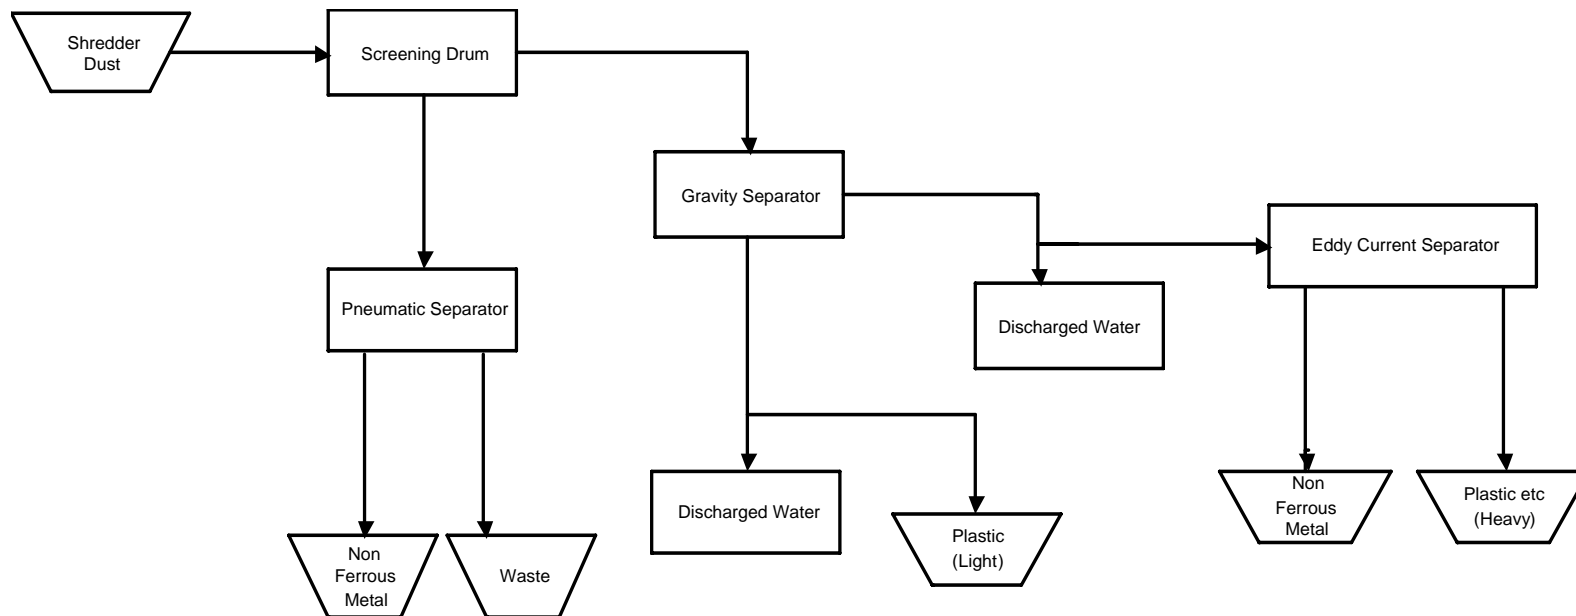 Shredder
Dust
Screening Drum
Gravity Separator
Eddy Current Separator
Pneumatic Separator
Discharged Water
Discharged Water
Plastic
(Light)
Non
Ferrous
Metal
Plastic etc
(Heavy)
Non
Ferrous
Metal
Waste